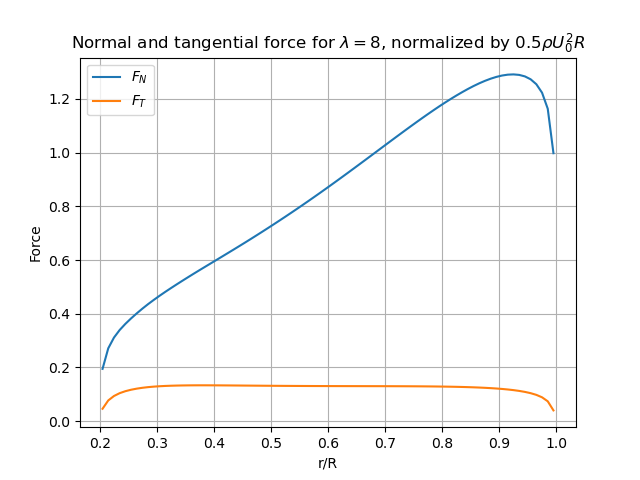 Normal and tangential force for λ = 8, normalized by 0.5ρU₀²R
F_N
F_T
Force
1.2
1.0
0.8
0.6
0.4
0.2
0.0
0.2 0.3 0.4 0.5 0.6 0.7 0.8 0.9 1.0
r/R